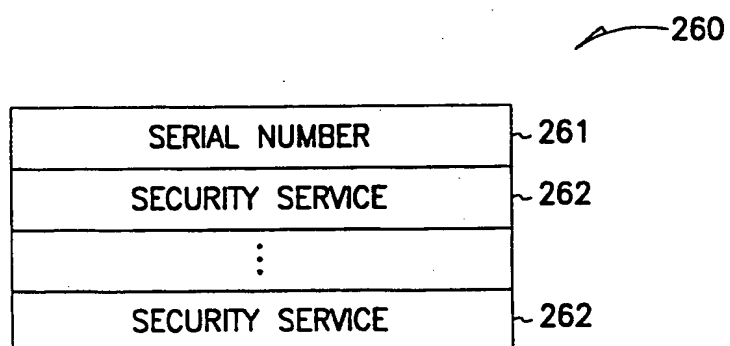 260
SERIAL NUMBER 261
SECURITY SERVICE 262
⋮
SECURITY SERVICE 262